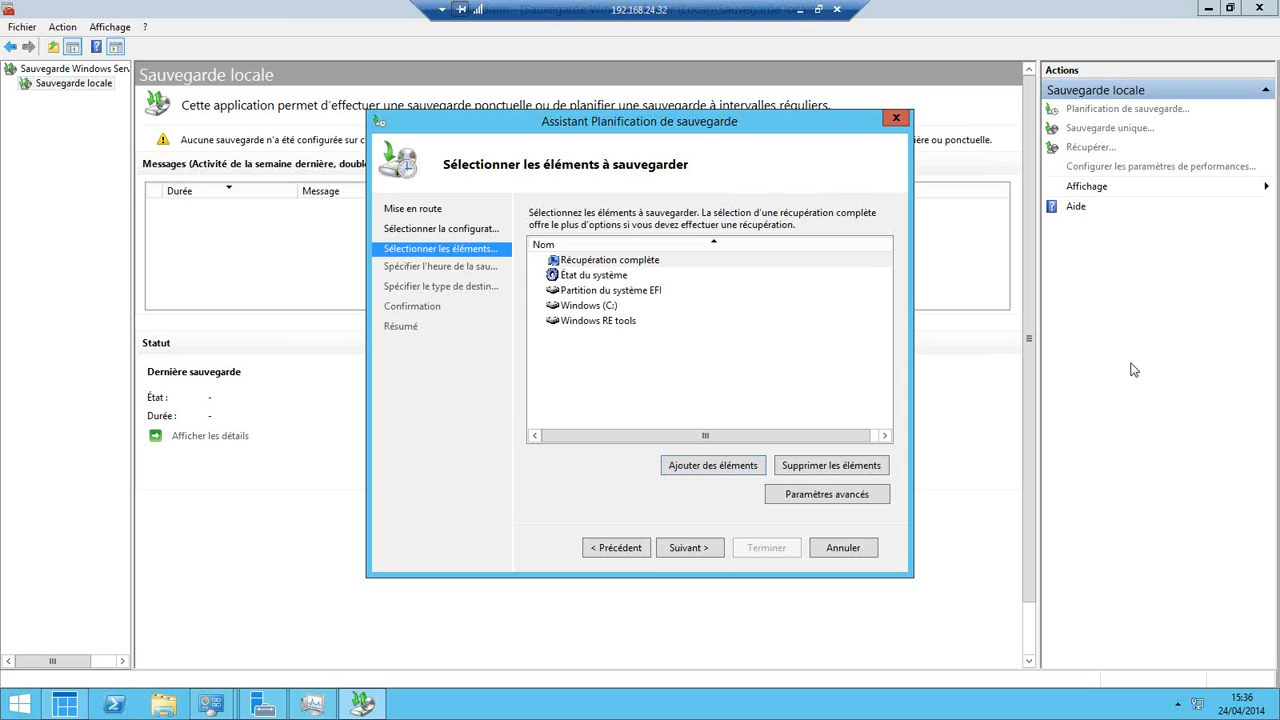 192.168.24.32
Fichier Action Affichage ?
Sauvegarde Windows Serv
Sauvegarde locale
Sauvegarde locale
Cette application permet d'effectuer une sauvegarde ponctuelle ou de planifier une sauvegarde à intervalles réguliers.
Aucune sauvegarde n'a été configurée sur c
ière ou ponctuelle.
Messages (Activité de la semaine dernière, double
Durée Message
Statut
Dernière sauvegarde
État : -
Durée : -
Afficher les détails
Assistant Planification de sauvegarde
Sélectionner les éléments à sauvegarder
Mise en route
Sélectionner la configurat...
Sélectionner les éléments...
Spécifier l'heure de la sau...
Spécifier le type de destin...
Confirmation
Résumé
Sélectionnez les éléments à sauvegarder. La sélection d'une récupération complète
offre le plus d'options si vous devez effectuer une récupération.
Nom
Récupération complète
État du système
Partition du système EFI
Windows (C:)
Windows RE tools
Ajouter des éléments Supprimer les éléments
Paramètres avancés
< Précédent Suivant > Terminer Annuler
Actions
Sauvegarde locale
Planification de sauvegarde...
Sauvegarde unique...
Récupérer...
Configurer les paramètres de performances...
Affichage
Aide
15:36
24/04/2014